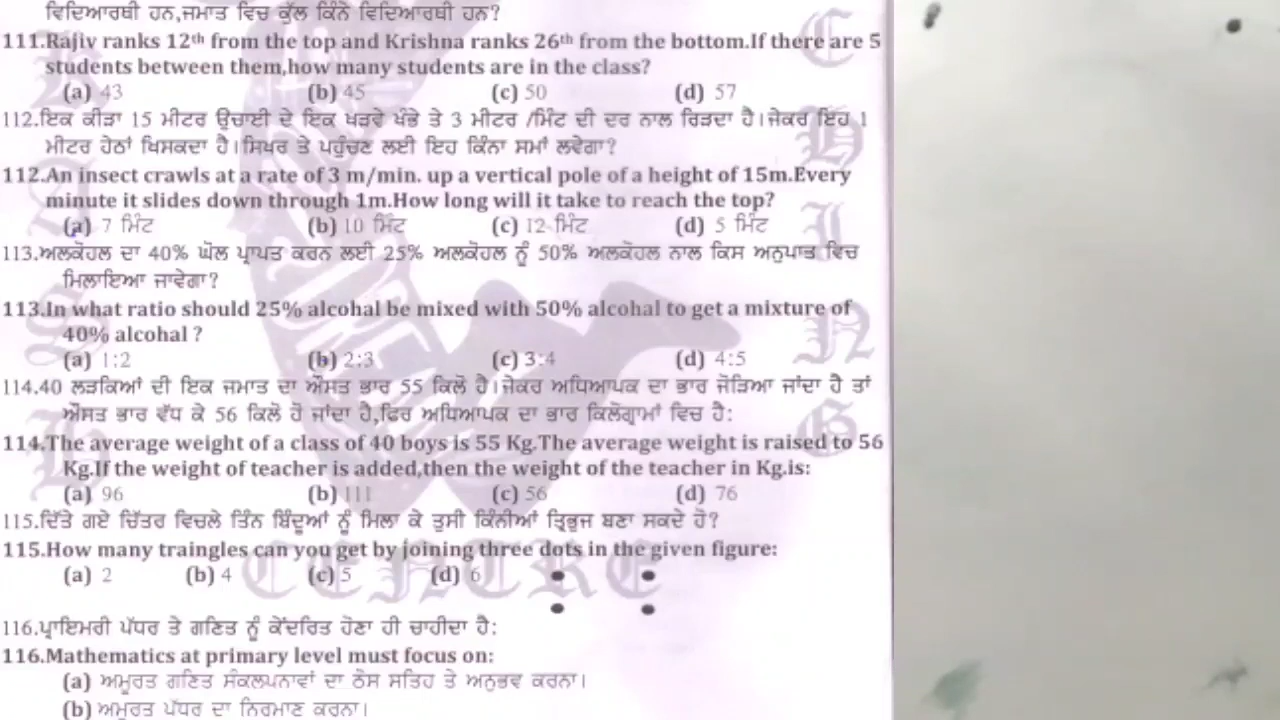 ਵਿਦਿਆਰਥੀ ਹਨ,ਜਮਾਤ ਵਿਚ ਕੁੱਲ ਕਿੰਨੇ ਵਿਦਿਆਰਥੀ ਹਨ?
111.Rajiv ranks 12th from the top and Krishna ranks 26th from the bottom.If there are 5
students between them,how many students are in the class?
(a) 43 (b) 45 (c) 50 (d) 57
112.ਇਕ ਕੀੜਾ 15 ਮੀਟਰ ਉਚਾਈ ਦੇ ਇਕ ਖੜਵੇ ਖੰਭੇ ਤੇ 3 ਮੀਟਰ /ਮਿੰਟ ਦੀ ਦਰ ਨਾਲ ਰਿੜਦਾ ਹੈ।ਜੇਕਰ ਇਹ 1
ਮੀਟਰ ਹੇਠਾਂ ਖਿਸਕਦਾ ਹੈ।ਸਿਖਰ ਤੇ ਪਹੁੰਚਣ ਲਈ ਇਹ ਕਿੰਨਾ ਸਮਾਂ ਲਵੇਗਾ?
112.An insect crawls at a rate of 3 m/min. up a vertical pole of a height of 15m.Every
minute it slides down through 1m.How long will it take to reach the top?
(a) 7 ਮਿੰਟ (b) 10 ਮਿੰਟ (c) 12 ਮਿੰਟ (d) 5 ਮਿੰਟ
113.ਅਲਕੋਹਲ ਦਾ 40% ਘੋਲ ਪ੍ਰਾਪਤ ਕਰਨ ਲਈ 25% ਅਲਕੋਹਲ ਨੂੰ 50% ਅਲਕੋਹਲ ਨਾਲ ਕਿਸ ਅਨੁਪਾਤ ਵਿਚ
ਮਿਲਾਇਆ ਜਾਵੇਗਾ?
113.In what ratio should 25% alcohal be mixed with 50% alcohal to get a mixture of
40% alcohal ?
(a) 1:2 (b) 2:3 (c) 3:4 (d) 4:5
114.40 ਲੜਕਿਆਂ ਦੀ ਇਕ ਜਮਾਤ ਦਾ ਔਸਤ ਭਾਰ 55 ਕਿਲੋ ਹੈ।ਜੇਕਰ ਅਧਿਆਪਕ ਦਾ ਭਾਰ ਜੋੜਿਆ ਜਾਂਦਾ ਹੈ ਤਾਂ
ਔਸਤ ਭਾਰ ਵੱਧ ਕੇ 56 ਕਿਲੋ ਹੋ ਜਾਂਦਾ ਹੈ,ਫਿਰ ਅਧਿਆਪਕ ਦਾ ਭਾਰ ਕਿਲੋਗ੍ਰਾਮਾਂ ਵਿਚ ਹੈ:
114.The average weight of a class of 40 boys is 55 Kg.The average weight is raised to 56
Kg.If the weight of teacher is added,then the weight of the teacher in Kg.is:
(a) 96 (b) 111 (c) 56 (d) 76
115.ਦਿੱਤੇ ਗਏ ਚਿੱਤਰ ਵਿਚਲੇ ਤਿੰਨ ਬਿੰਦੂਆਂ ਨੂੰ ਮਿਲਾ ਕੇ ਤੁਸੀ ਕਿੰਨੀਆਂ ਤ੍ਰਿਭੁਜ ਬਣਾ ਸਕਦੇ ਹੋ?
115.How many traingles can you get by joining three dots in the given figure:
(a) 2 (b) 4 (c) 5 (d) 6
CENTRE
116.ਪ੍ਰਾਇਮਰੀ ਪੱਧਰ ਤੇ ਗਣਿਤ ਨੂੰ ਕੇਂਦਰਿਤ ਹੋਣਾ ਹੀ ਚਾਹੀਦਾ ਹੈ:
116.Mathematics at primary level must focus on:
(a) ਅਮੂਰਤ ਗਣਿਤ ਸੰਕਲਪਨਾਵਾਂ ਦਾ ਠੋਸ ਸਤਿਹ ਤੇ ਅਨੁਭਵ ਕਰਨਾ।
(b) ਅਮੂਰਤ ਪੱਧਰ ਦਾ ਨਿਰਮਾਣ ਕਰਨਾ।